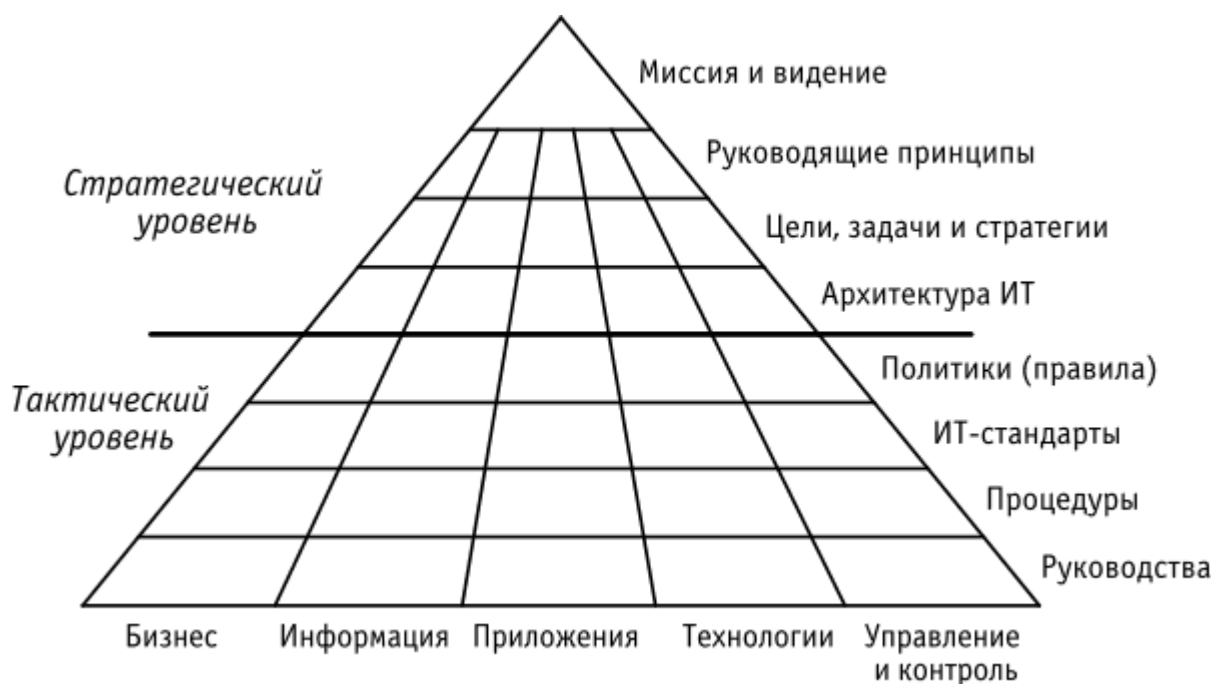 Миссия и видение
Руководящие принципы
Стратегический
уровень
Цели, задачи и стратегии
Архитектура ИТ
Политики (правила)
Тактический
уровень
ИТ-стандарты
Процедуры
Руководства
Бизнес Информация Приложения Технологии Управление
и контроль